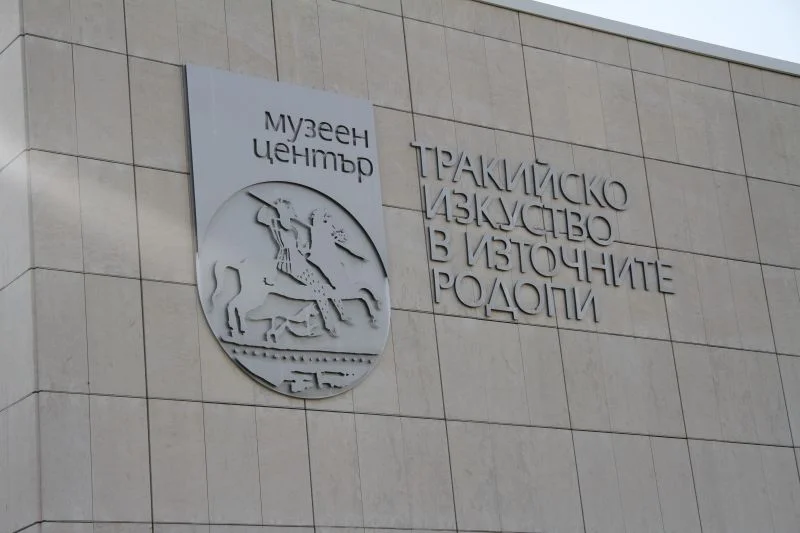 музеен
център
ТРАКИЙСКО
ИЗКУСТВО
В ИЗТОЧНИТЕ
РОДОПИ